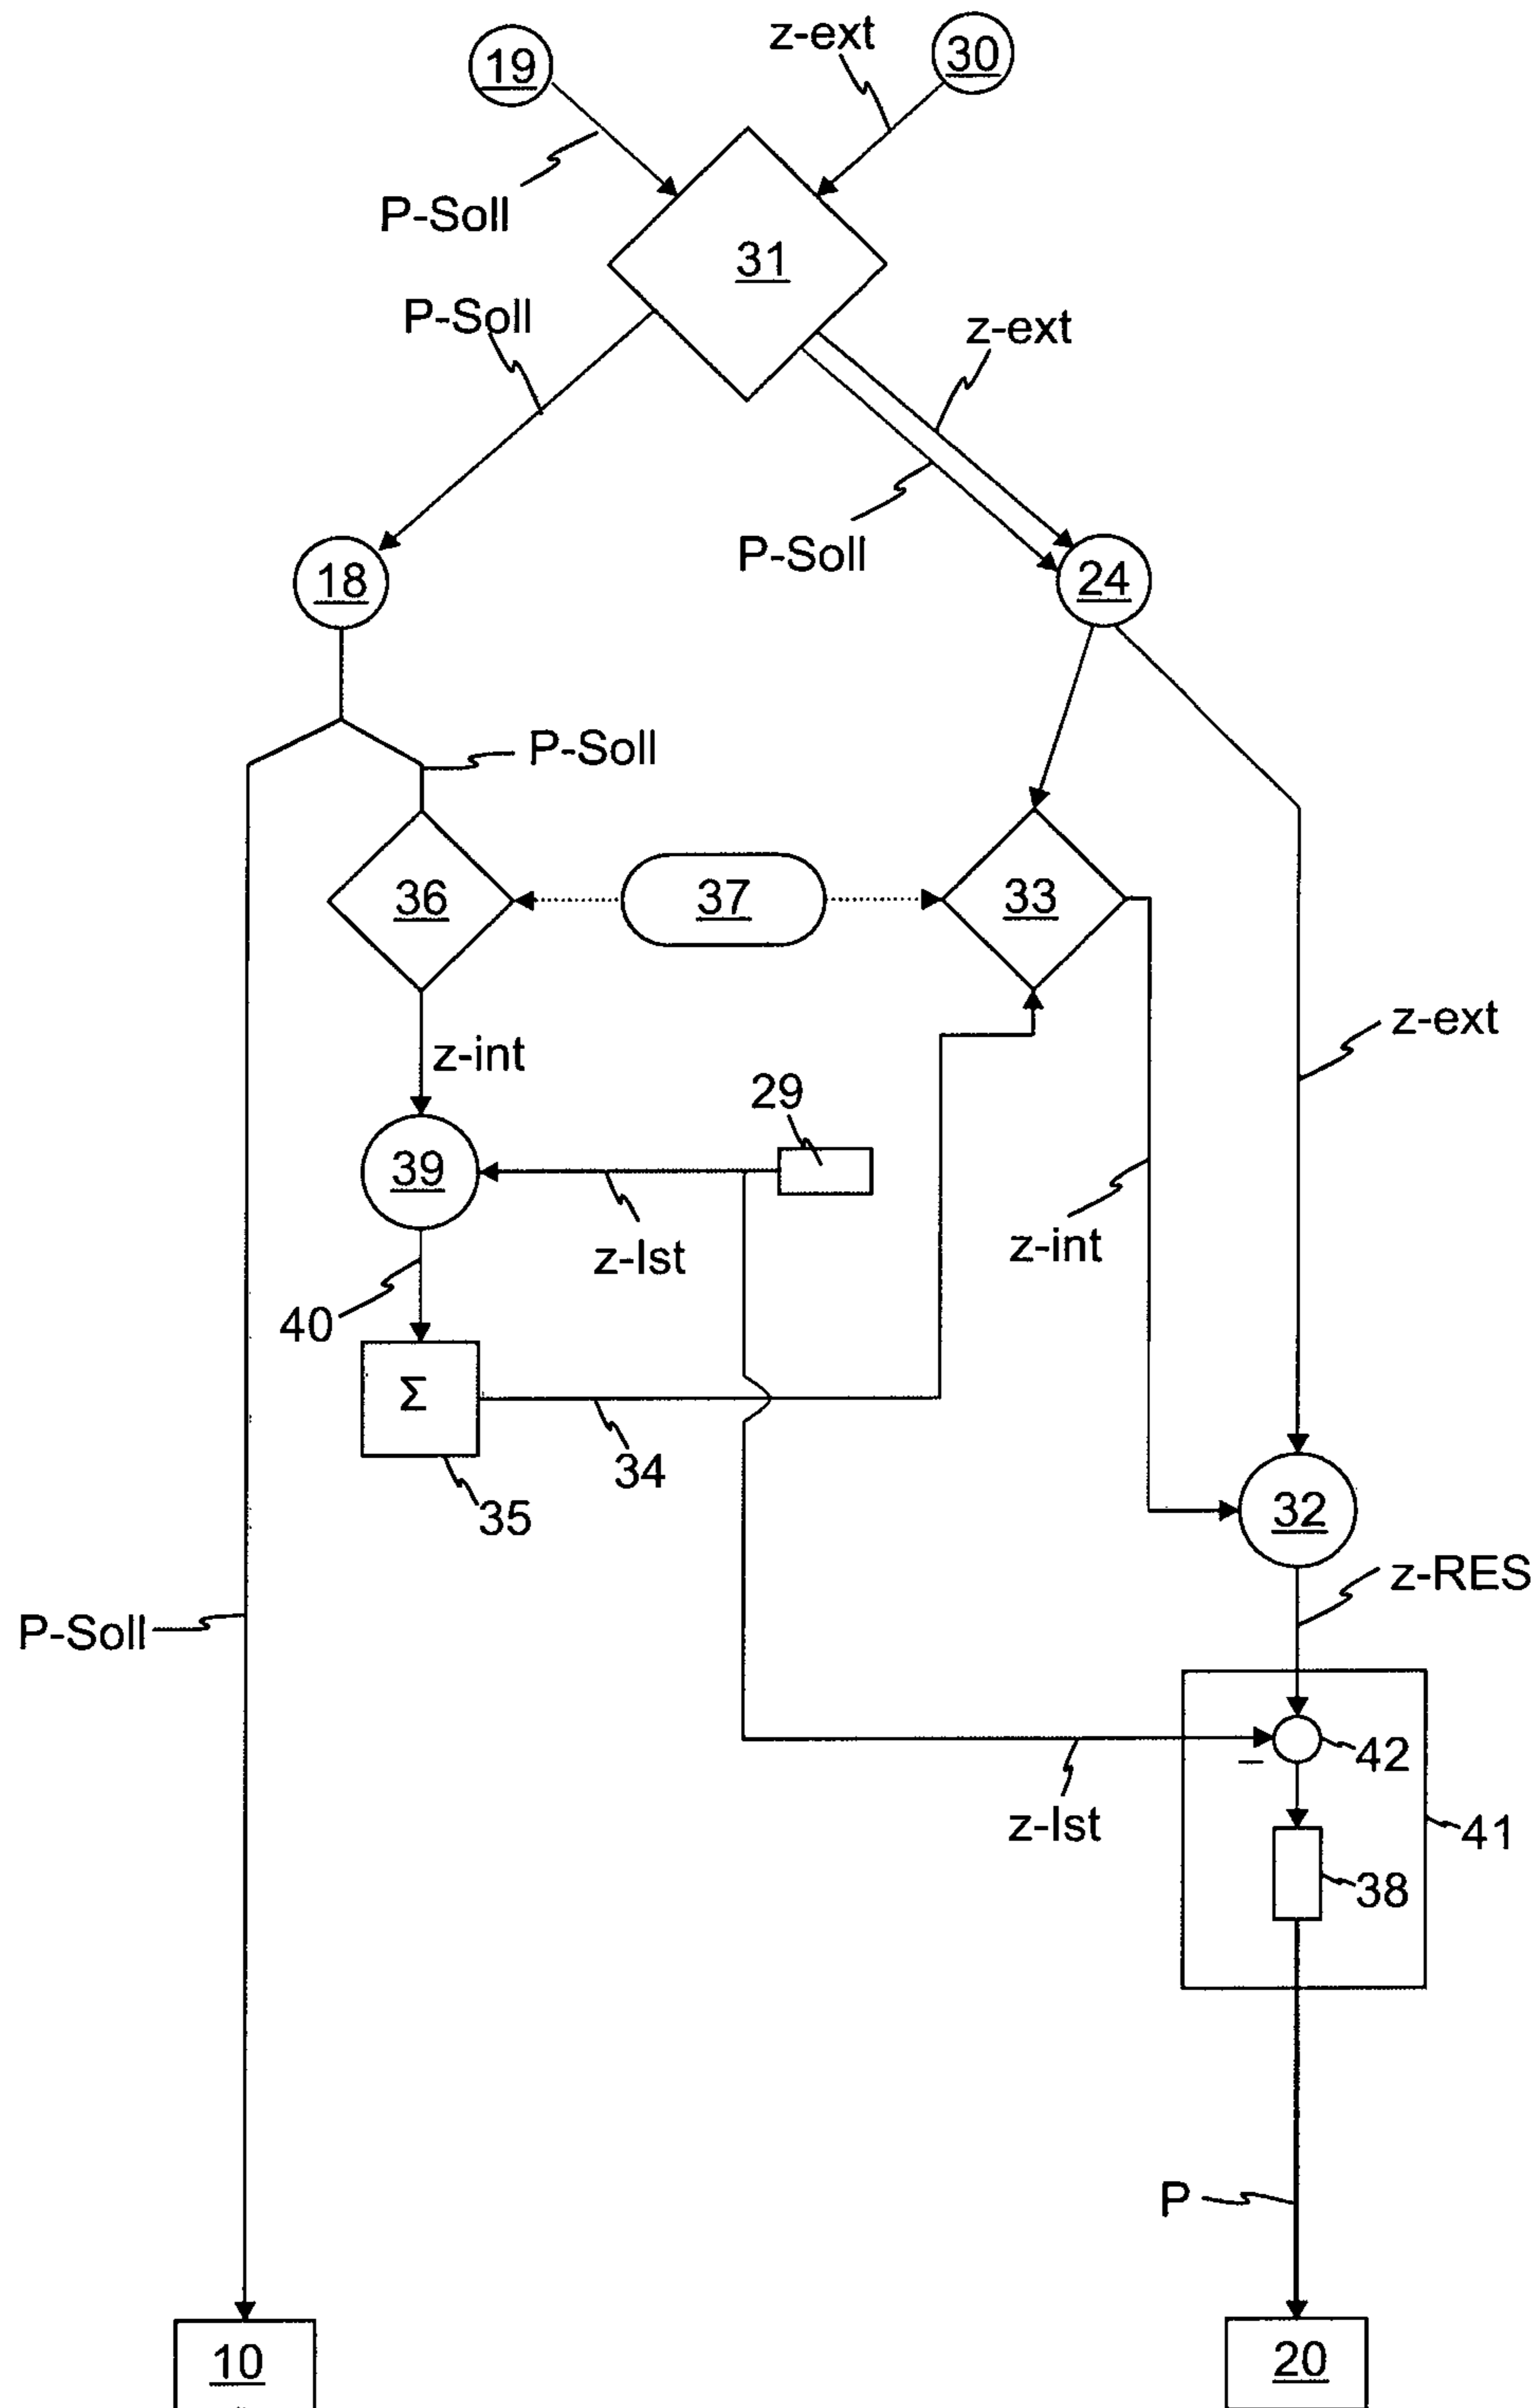 z-ext
19
30
P-Soll
31
P-Soll
z-ext
P-Soll
18
24
P-Soll
36
37
33
z-ext
z-int
29
39
z-Ist
z-int
40
Σ
34
35
32
z-RES
P-Soll
42
z-Ist
41
38
P
10
20